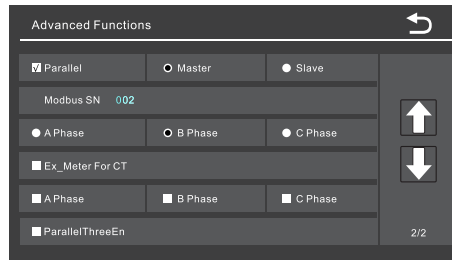 Advanced Functions
Parallel Master Slave
Modbus SN 002
A Phase B Phase C Phase
Ex_Meter For CT
A Phase B Phase C Phase
ParallelThreeEn
2/2